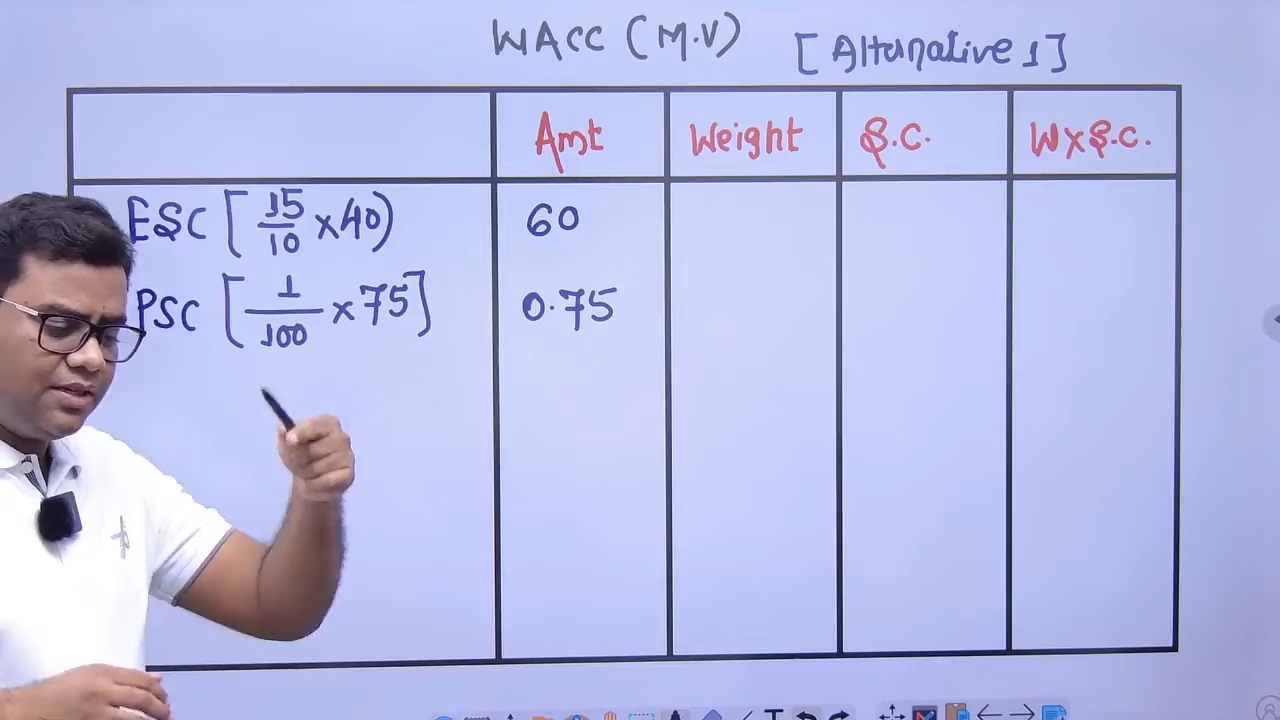 WACC (M.V) [Alternative 1]
Amt Weight S.C. W×S.C.
ESC [15/10 ×40) 60
PSC [1/100 ×75] 0.75